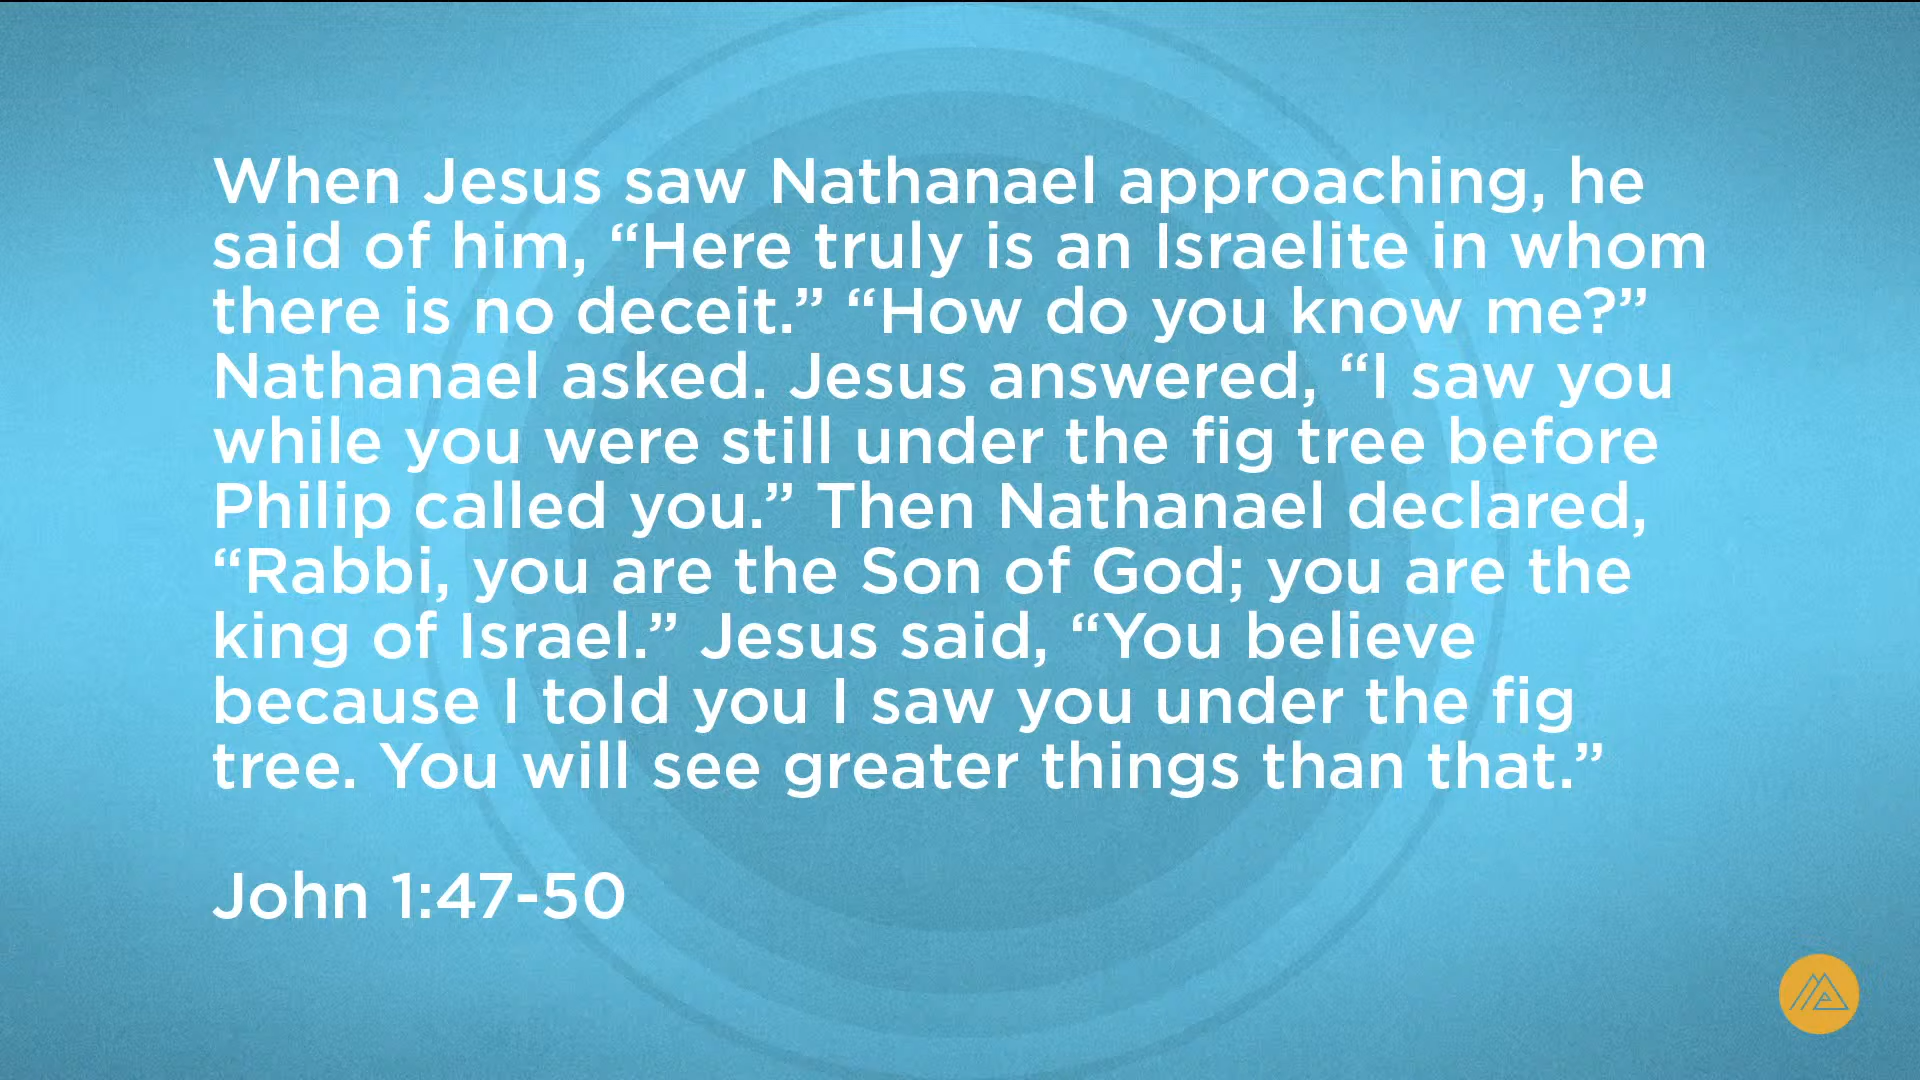 When Jesus saw Nathanael approaching, he
said of him, “Here truly is an Israelite in whom
there is no deceit.” “How do you know me?”
Nathanael asked. Jesus answered, “I saw you
while you were still under the fig tree before
Philip called you.” Then Nathanael declared,
“Rabbi, you are the Son of God; you are the
king of Israel.” Jesus said, “You believe
because I told you I saw you under the fig
tree. You will see greater things than that.”
John 1:47-50